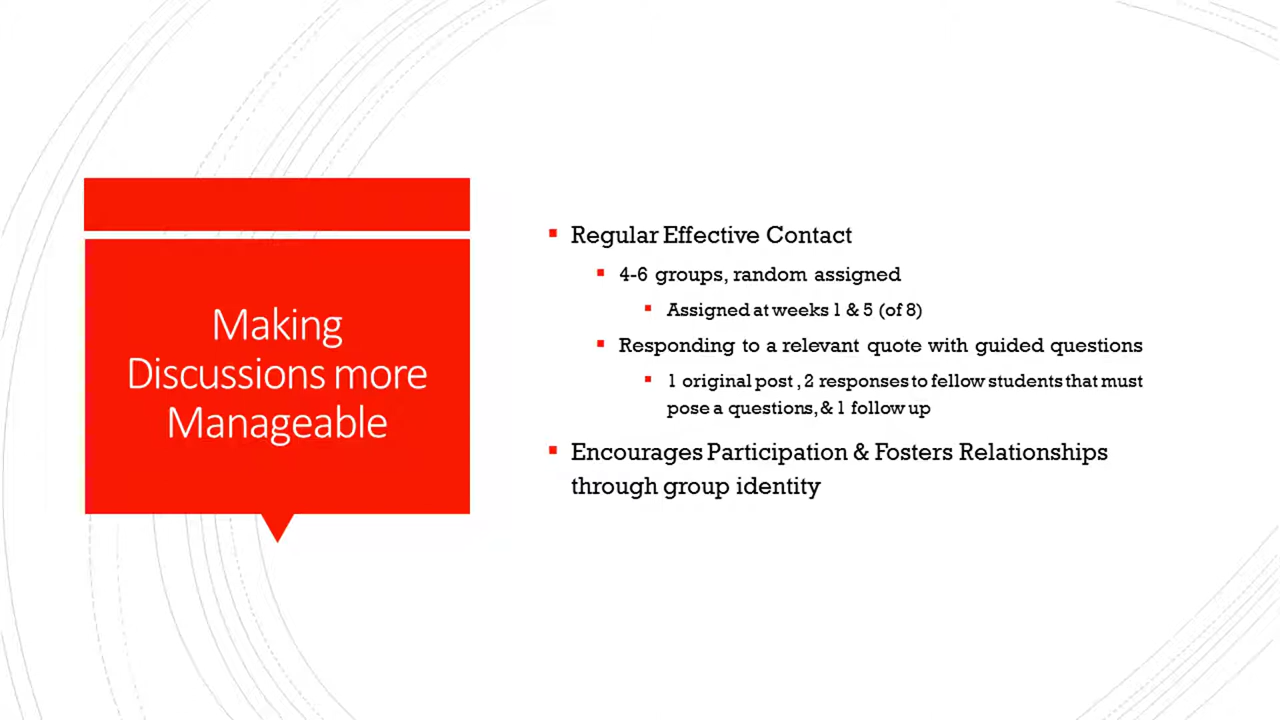 Making
Discussions more
Manageable
Regular Effective Contact
4-6 groups, random assigned
Assigned at weeks 1 & 5 (of 8)
Responding to a relevant quote with guided questions
1 original post , 2 responses to fellow students that must
pose a questions, & 1 follow up
Encourages Participation & Fosters Relationships
through group identity